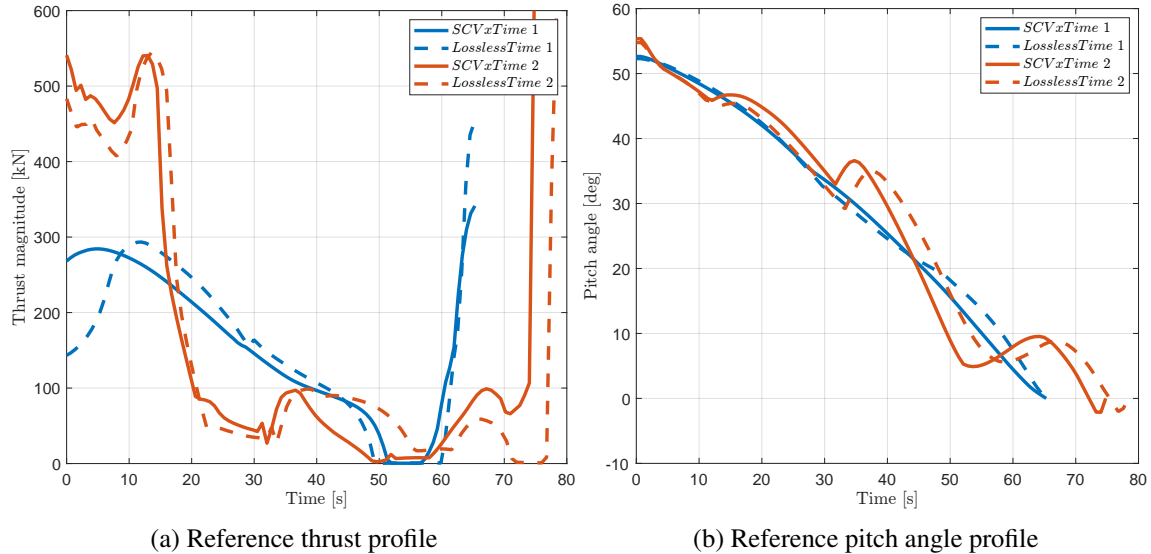 600
500
400
300
200
100
0
Thrust magnitude [kN]
0 10 20 30 40 50 60 70 80
Time [s]
SCVxTime 1
LosslessTime 1
SCVxTime 2
LosslessTime 2
(a) Reference thrust profile
60
50
40
30
20
10
0
-10
Pitch angle [deg]
0 10 20 30 40 50 60 70 80
Time [s]
SCVxTime 1
LosslessTime 1
SCVxTime 2
LosslessTime 2
(b) Reference pitch angle profile